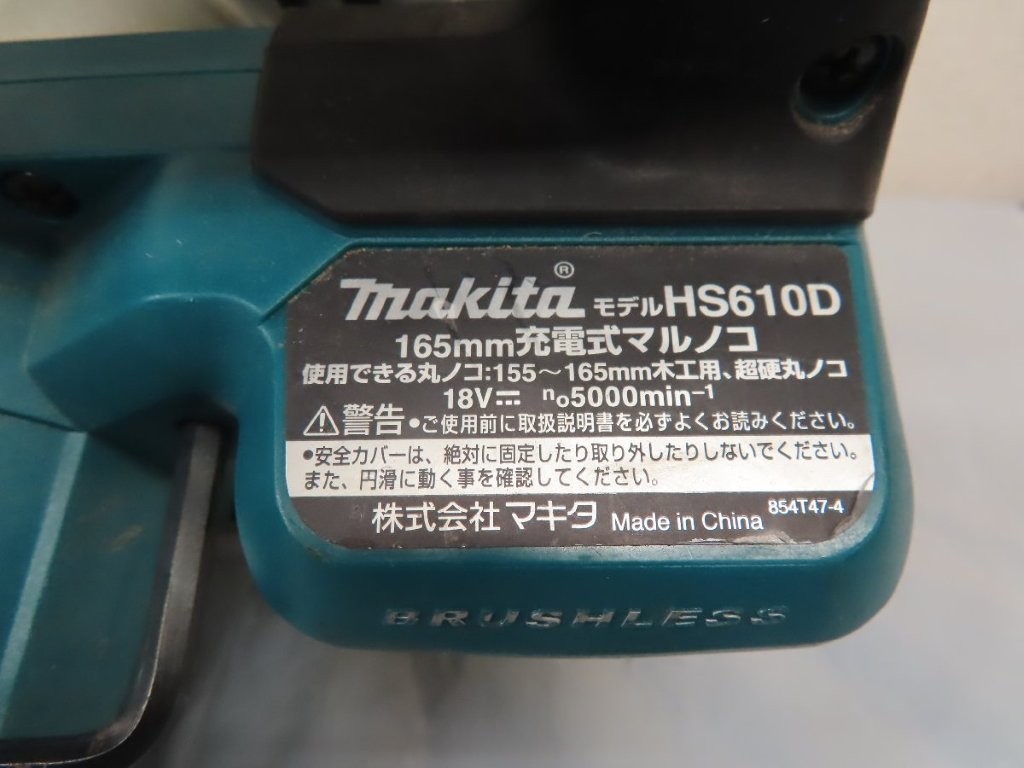 makita® モデル HS610D
165mm充電式マルノコ
使用できる丸ノコ:155～165mm木工用、超硬丸ノコ
18V⎓ n₀5000min⁻¹
⚠警告 •ご使用前に取扱説明書を必ずよくお読みください。
•安全カバーは、絶対に固定したり取り外したりしないでください。
また、円滑に動く事を確認してください。
株式会社マキタ Made in China 854T47-4
BRUSHLESS